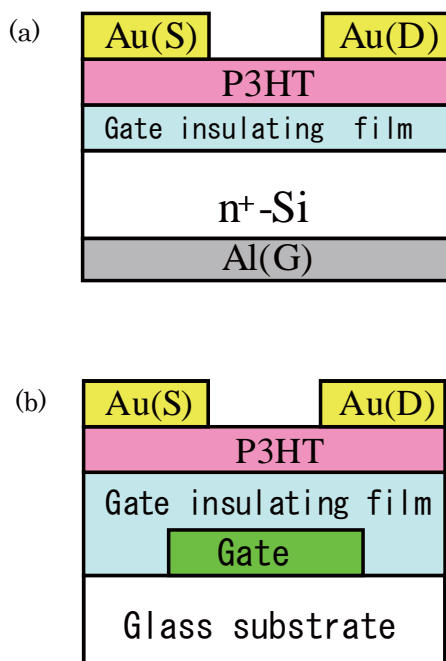 (a)
Au(S) Au(D)
P3HT
Gate insulating film
n⁺-Si
Al(G)
(b)
Au(S) Au(D)
P3HT
Gate insulating film
Gate
Glass substrate